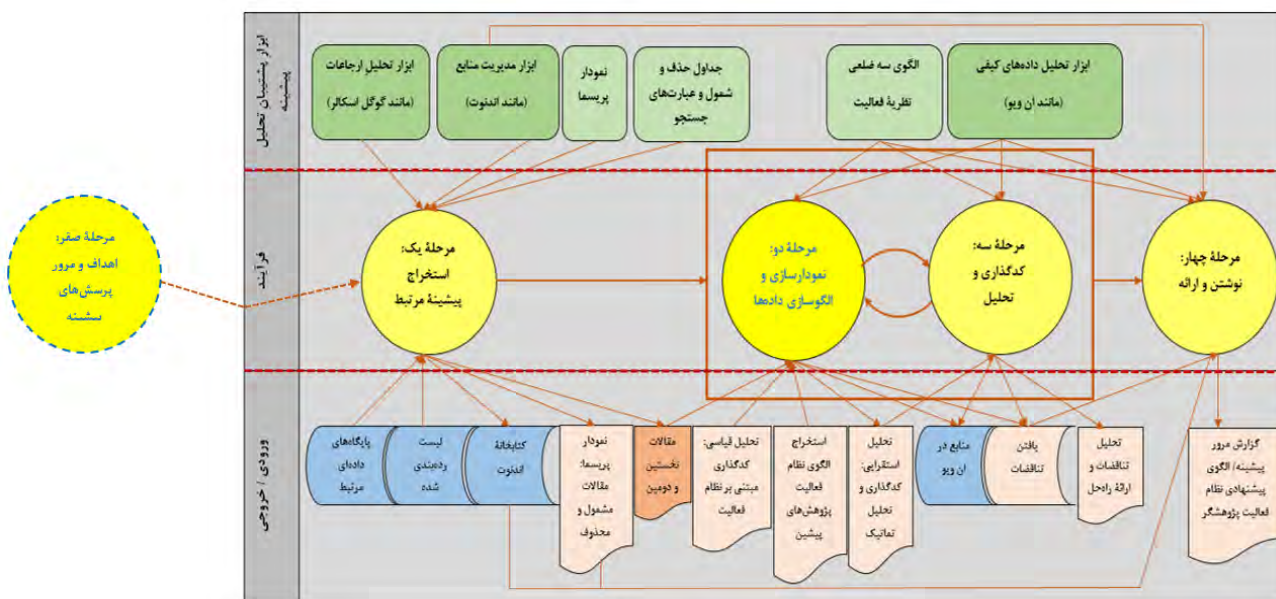 ابزار پشتیبان تحلیل
پیشینه
ابزار تحلیل ارجاعات
(مانند گوگل اسکالر)
ابزار مدیریت منابع
(مانند اندنوت)
نمودار
پریسما
جداول حذف و
شمول و عبارت‌های
جستجو
الگوی سه ضلعی
نظریهٔ فعالیت
ابزار تحلیل داده‌های کیفی
(مانند ان ویو)
فرآیند
مرحلهٔ صفر:
اهداف و مرور
پرسش‌های
پیشینه
مرحلهٔ یک:
استخراج
پیشینهٔ مرتبط
مرحلهٔ دو:
نمودارسازی و
الگوسازی داده‌ها
مرحلهٔ سه:
کدگذاری و
تحلیل
مرحلهٔ چهار:
نوشتن و ارائه
ورودی / خروجی
پایگاه‌های
داده‌ای
مرتبط
لیست
رده‌بندی
شده
کتابخانهٔ
اندنوت
نمودار
پریسما:
مقالات
مشمول و
محذوف
مقالات
نخستین
و دومین
تحلیل قیاسی:
کدگذاری
مبتنی بر نظام
فعالیت
استخراج
الگوی نظام
فعالیت
پژوهش‌های
پیشین
تحلیل
استقرایی:
کدگذاری و
تحلیل
تماتیک
منابع در
ان ویو
یافتن
تناقضات
تحلیل
تناقضات و
ارائهٔ راه‌حل
گزارش مرور
پیشینه/ الگوی
پیشنهادی نظام
فعالیت پژوهشگر